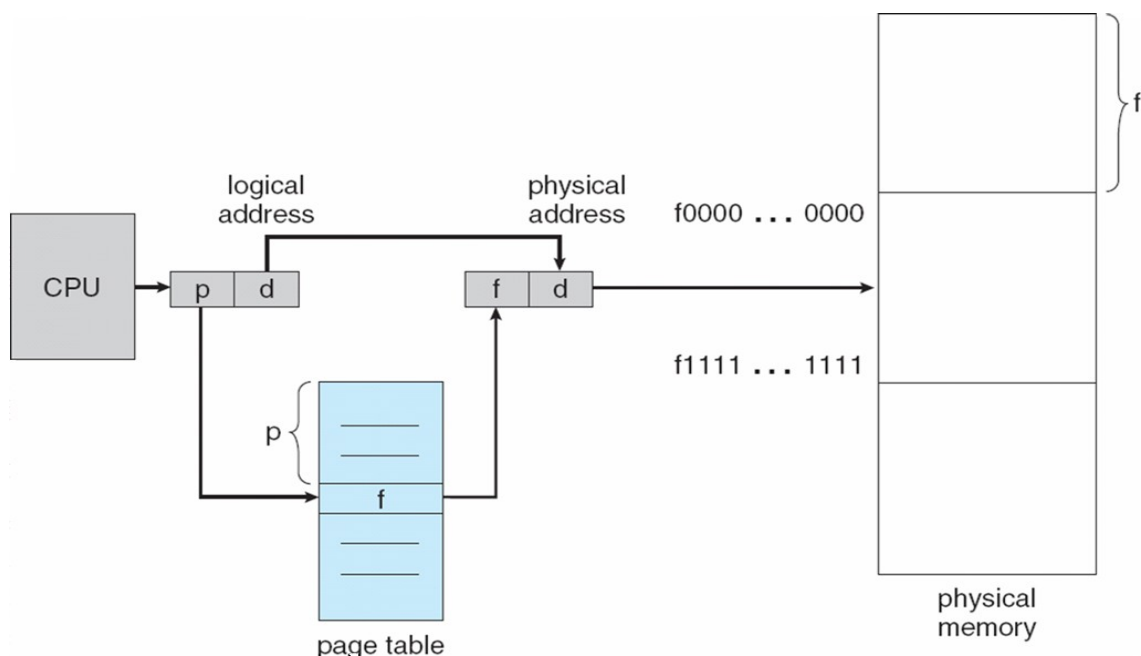 logical
address
physical
address
CPU
p
d
f
d
f0000 ... 0000
f1111 ... 1111
f
p
f
page table
physical
memory